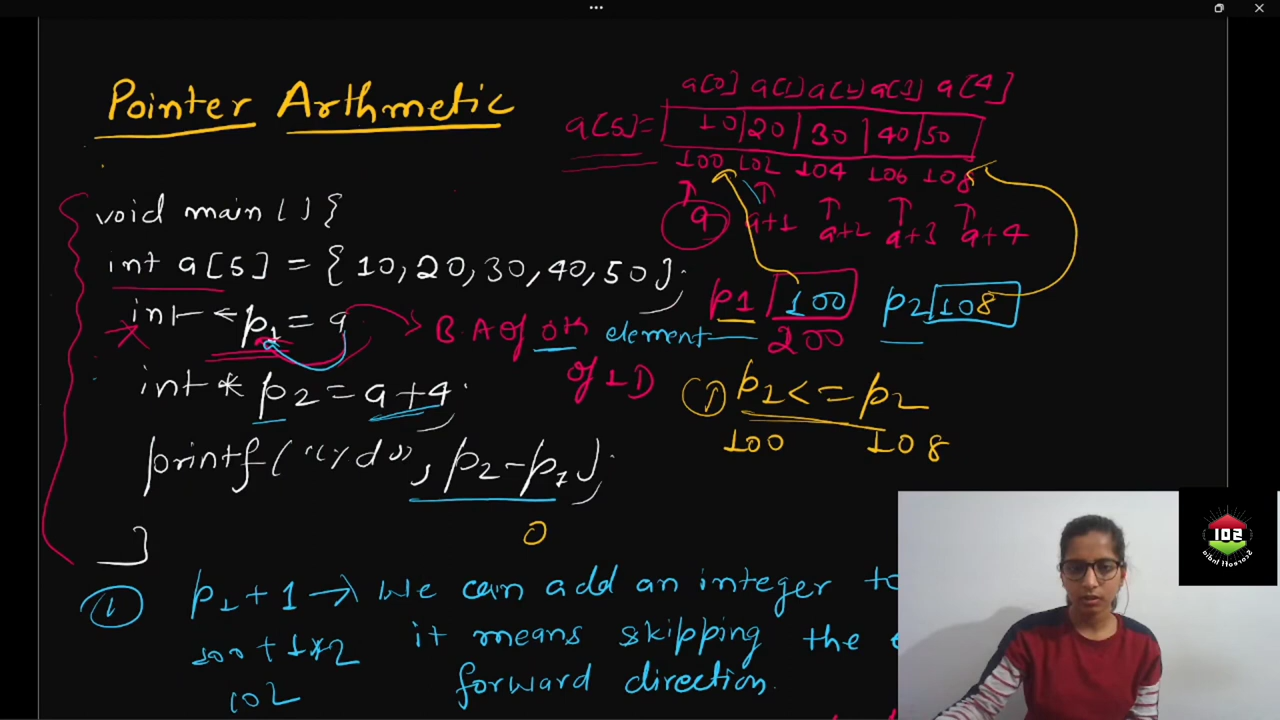 Pointer Arthmetic
a[0] a[1] a[2] a[3] a[4]
a[5]= 10 20 30 40 50
100 102 104 106 108
a a+1 a+2 a+3 a+4
void main () {
int a[5] = {10, 20, 30, 40, 50};
int * p1 = a
B.A of 0th element
of 1D
p1 100
200
p2 108
int * p2 = a+4;
printf("%d", p2-p1);
}
0
① p1 <= p2
100 108
① p1 + 1 → We can add an integer to
100 + 1*2 it means skipping the
102 forward direction.